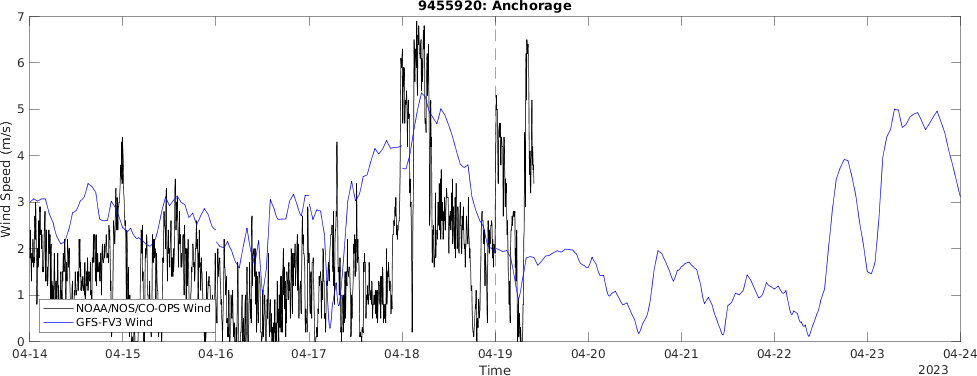 9455920: Anchorage
7
6
5
4
3
2
1
0
Wind Speed (m/s)
NOAA/NOS/CO-OPS Wind
GFS-FV3 Wind
04-14 04-15 04-16 04-17 04-18 04-19 04-20 04-21 04-22 04-23 04-24
Time
2023